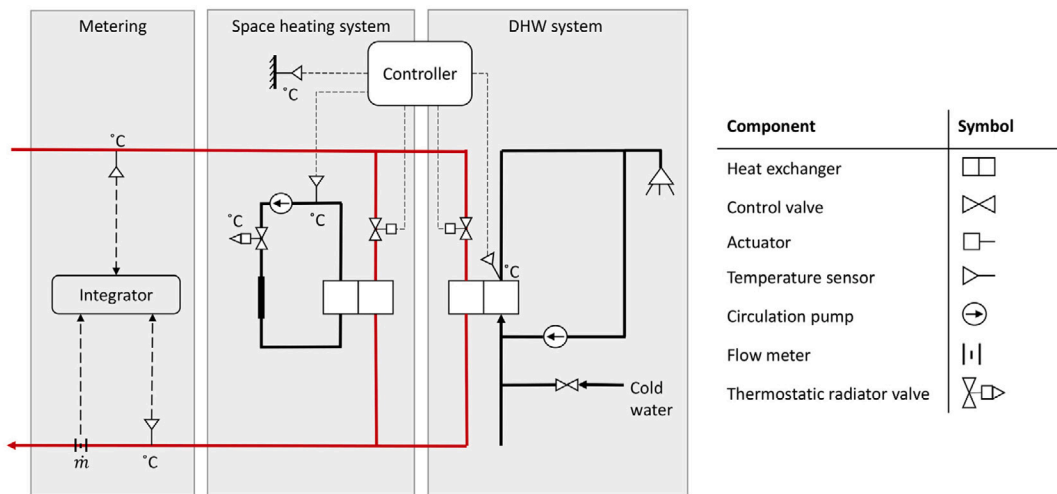 Metering
Space heating system
DHW system
Controller
˚C
˚C
˚C
˚C
˚C
Integrator
Cold
water
ṁ
˚C
Component
Symbol
Heat exchanger
Control valve
Actuator
Temperature sensor
Circulation pump
Flow meter
Thermostatic radiator valve